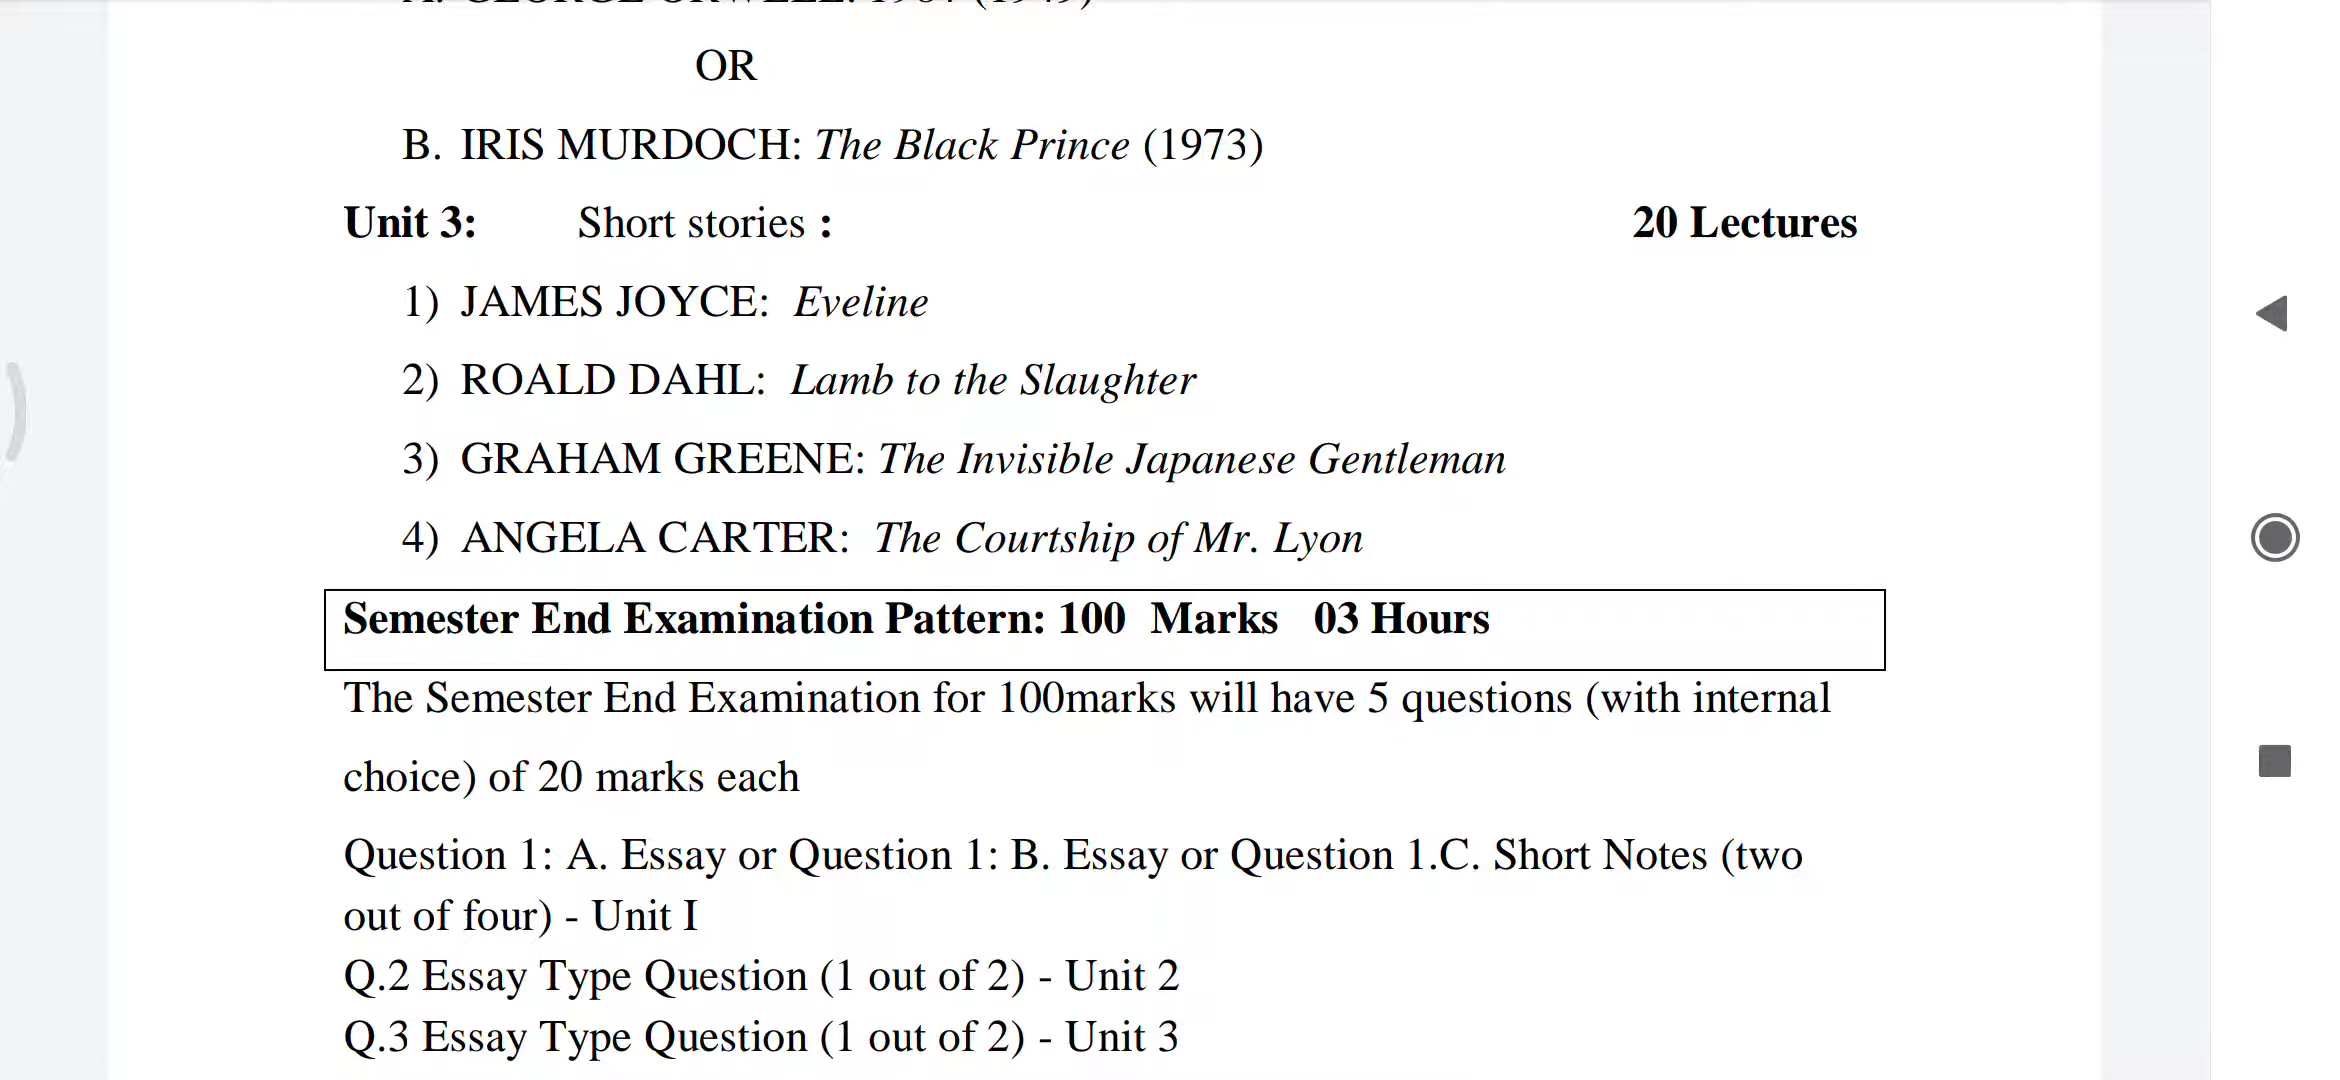 OR
B. IRIS MURDOCH: The Black Prince (1973)
Unit 3: Short stories : 20 Lectures
1) JAMES JOYCE: Eveline
2) ROALD DAHL: Lamb to the Slaughter
3) GRAHAM GREENE: The Invisible Japanese Gentleman
4) ANGELA CARTER: The Courtship of Mr. Lyon
Semester End Examination Pattern: 100 Marks 03 Hours
The Semester End Examination for 100marks will have 5 questions (with internal
choice) of 20 marks each
Question 1: A. Essay or Question 1: B. Essay or Question 1.C. Short Notes (two
out of four) - Unit I
Q.2 Essay Type Question (1 out of 2) - Unit 2
Q.3 Essay Type Question (1 out of 2) - Unit 3